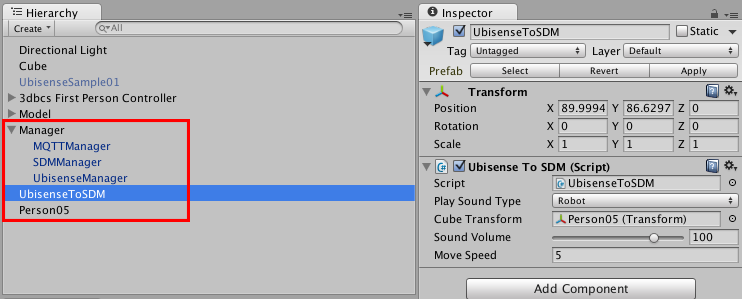 Hierarchy
Create
All
Directional Light
Cube
UbisenseSample01
3dbcs First Person Controller
Model
Manager
MQTTManager
SDMManager
UbisenseManager
UbisenseToSDM
Person05
Inspector
UbisenseToSDM Static
Tag Untagged Layer Default
Prefab Select Revert Apply
Transform
Position X 89.9994 Y 86.6297 Z 0
Rotation X 0 Y 0 Z 0
Scale X 1 Y 1 Z 1
Ubisense To SDM (Script)
Script UbisenseToSDM
Play Sound Type Robot
Cube Transform Person05 (Transform)
Sound Volume 100
Move Speed 5
Add Component